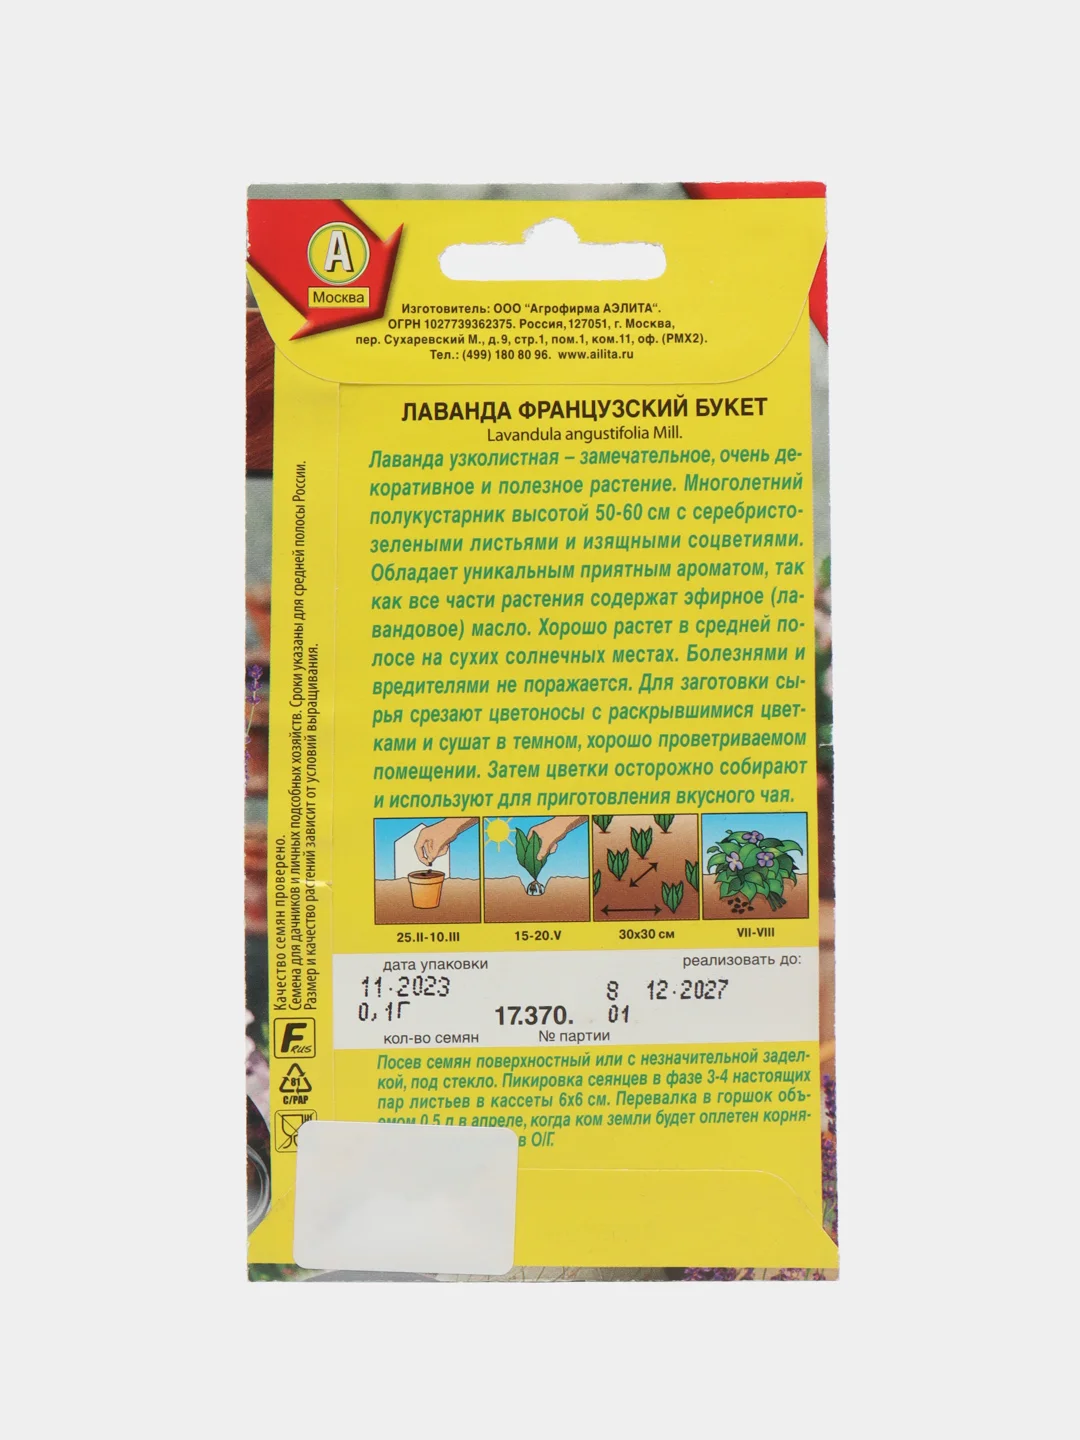 А
Москва
Изготовитель: ООО "Агрофирма АЭЛИТА".
ОГРН 1027739362375. Россия, 127051, г. Москва,
пер. Сухаревский М., д.9, стр.1, пом.1, ком.11, оф. (РМХ2).
Тел.: (499) 180 80 96. www.ailita.ru
ЛАВАНДА ФРАНЦУЗСКИЙ БУКЕТ
Lavandula angustifolia Mill.
Лаванда узколистная – замечательное, очень де-
коративное и полезное растение. Многолетний
полукустарник высотой 50-60 см с серебристо-
зелеными листьями и изящными соцветиями.
Обладает уникальным приятным ароматом, так
как все части растения содержат эфирное (ла-
вандовое) масло. Хорошо растет в средней по-
лосе на сухих солнечных местах. Болезнями и
вредителями не поражается. Для заготовки сы-
рья срезают цветоносы с раскрывшимися цвет-
ками и сушат в темном, хорошо проветриваемом
помещении. Затем цветки осторожно собирают
и используют для приготовления вкусного чая.
25.II-10.III
15-20.V
30x30 см
VII-VIII
дата упаковки
реализовать до:
11.2023
8 12.2027
0,1Г
17.370.
01
кол-во семян
№ партии
Посев семян поверхностный или с незначительной задел-
кой, под стекло. Пикировка сеянцев в фазе 3-4 настоящих
пар листьев в кассеты 6х6 см. Перевалка в горшок объ-
емом 0,5 л в апреле, когда ком земли будет оплетен корня-
в О/Г.
Качество семян проверено.
Семена для дачников и личных подсобных хозяйств. Сроки указаны для средней полосы России.
Размер и качество растений зависит от условий выращивания.
F RUS
81
C/PAP